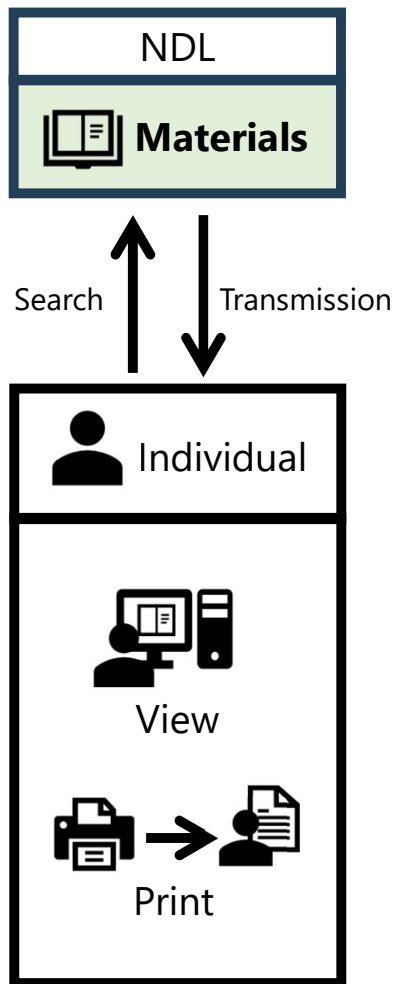 NDL
Materials
Search
Transmission
Individual
View
Print